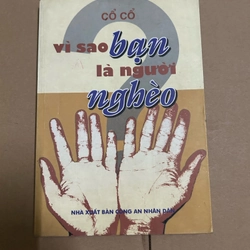 CỔ CỔ
vì sao bạn
là người
nghèo
NHÀ XUẤT BẢN CÔNG AN NHÂN DÂN